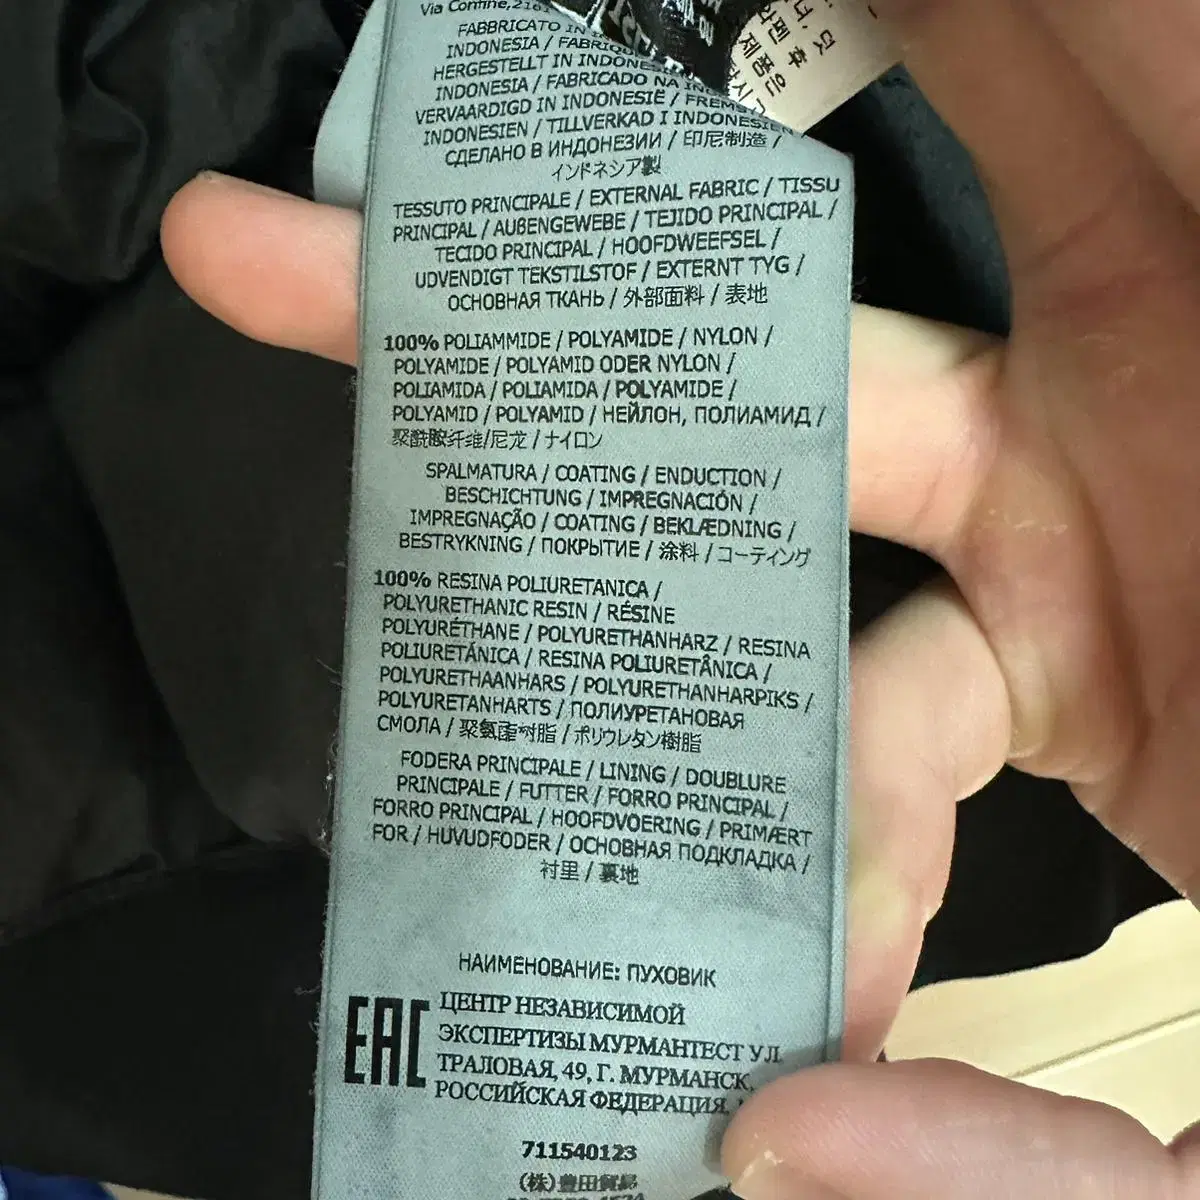 Via Confine,2161
FABBRICATO IN
INDONESIA / FABRIQU
HERGESTELLT IN INDONES
INDONESIA / FABRICADO NA IND
VERVAARDIGD IN INDONESIË / FREMST
INDONESIEN / TILLVERKAD I INDONESIEN
СДЕЛАНО В ИНДОНЕЗИИ / 印尼制造 /
インドネシア製
TESSUTO PRINCIPALE / EXTERNAL FABRIC / TISSU
PRINCIPAL / AUßENGEWEBE / TEJIDO PRINCIPAL /
TECIDO PRINCIPAL / HOOFDWEEFSEL /
UDVENDIGT TEKSTILSTOF / EXTERNT TYG /
ОСНОВНАЯ ТКАНЬ / 外部面料 / 表地
100% POLIAMMIDE / POLYAMIDE / NYLON /
POLYAMIDE / POLYAMID ODER NYLON /
POLIAMIDA / POLIAMIDA / POLYAMIDE /
POLYAMID / POLYAMID / НЕЙЛОН, ПОЛИАМИД /
聚酰胺纤维/尼龙 / ナイロン
SPALMATURA / COATING / ENDUCTION /
BESCHICHTUNG / IMPREGNACIÓN /
IMPREGNAÇÃO / COATING / BEKLÆDNING /
BESTRYKNING / ПОКРЫТИЕ / 涂料 / コーティング
100% RESINA POLIURETANICA /
POLYURETHANIC RESIN / RÉSINE
POLYURÉTHANE / POLYURETHANHARZ / RESINA
POLIURETÁNICA / RESINA POLIURETÂNICA /
POLYURETHAANHARS / POLYURETHANHARPIKS /
POLYURETANHARTS / ПОЛИУРЕТАНОВАЯ
СМОЛА / 聚氨酯树脂 / ポリウレタン樹脂
FODERA PRINCIPALE / LINING / DOUBLURE
PRINCIPALE / FUTTER / FORRO PRINCIPAL /
FORRO PRINCIPAL / HOOFDVOERING / PRIMÆRT
FOR / HUVUDFODER / ОСНОВНАЯ ПОДКЛАДКА /
衬里 / 裏地
НАИМЕНОВАНИЕ: ПУХОВИК
EAC
ЦЕНТР НЕЗАВИСИМОЙ
ЭКСПЕРТИЗЫ МУРМАНТЕСТ УЛ.
ТРАЛОВАЯ, 49, Г. МУРМАНСК,
РОССИЙСКАЯ ФЕДЕРАЦИЯ,
711540123
(株)豊田貿易